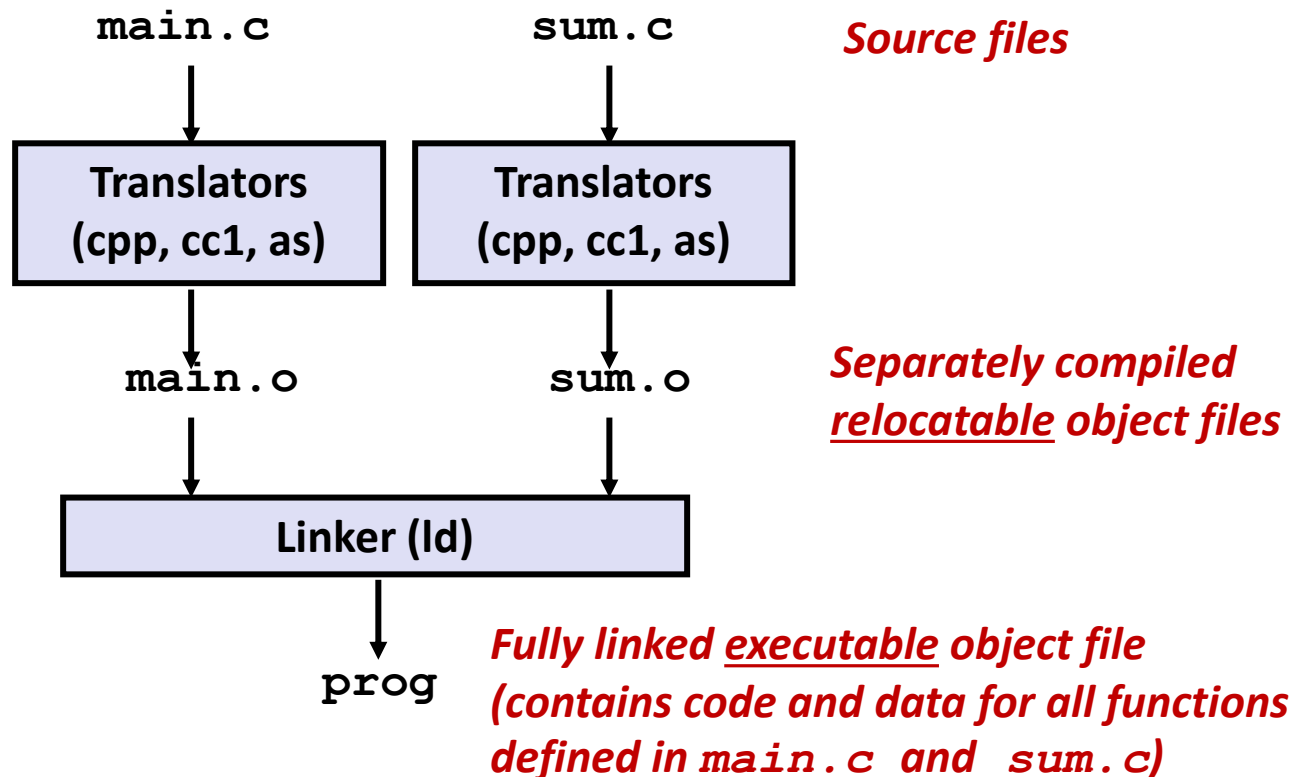 main.c
sum.c
Source files
Translators
(cpp, cc1, as)
Translators
(cpp, cc1, as)
main.o
sum.o
Separately compiled
relocatable object files
Linker (ld)
prog
Fully linked executable object file
(contains code and data for all functions
defined in main.c and sum.c)